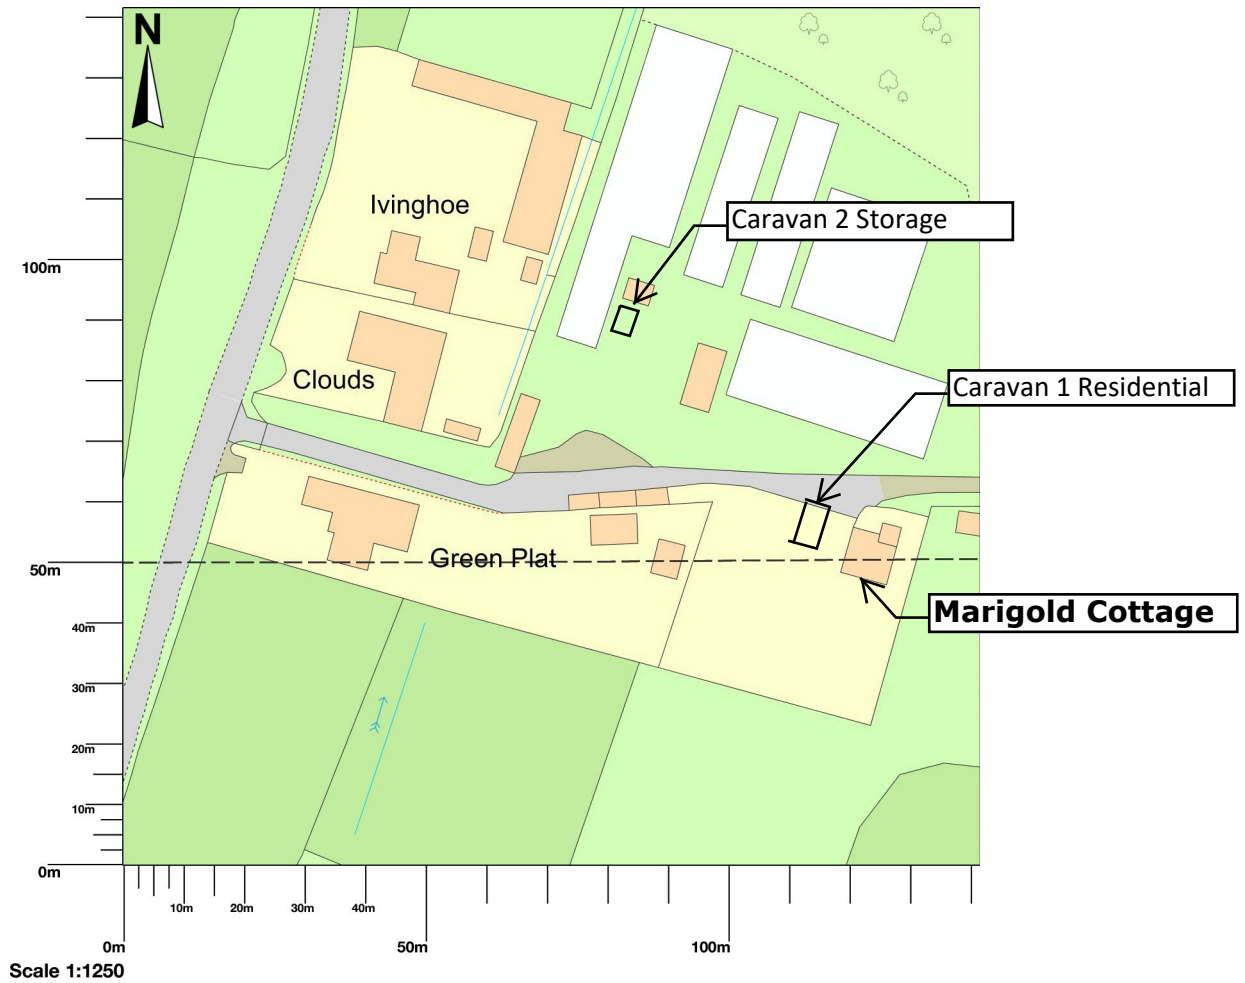 N
Ivinghoe
Caravan 2 Storage
100m
Clouds
Caravan 1 Residential
Green Plat
50m
Marigold Cottage
40m
30m
20m
10m
0m
10m
20m
30m
40m
0m
50m
100m
Scale 1:1250